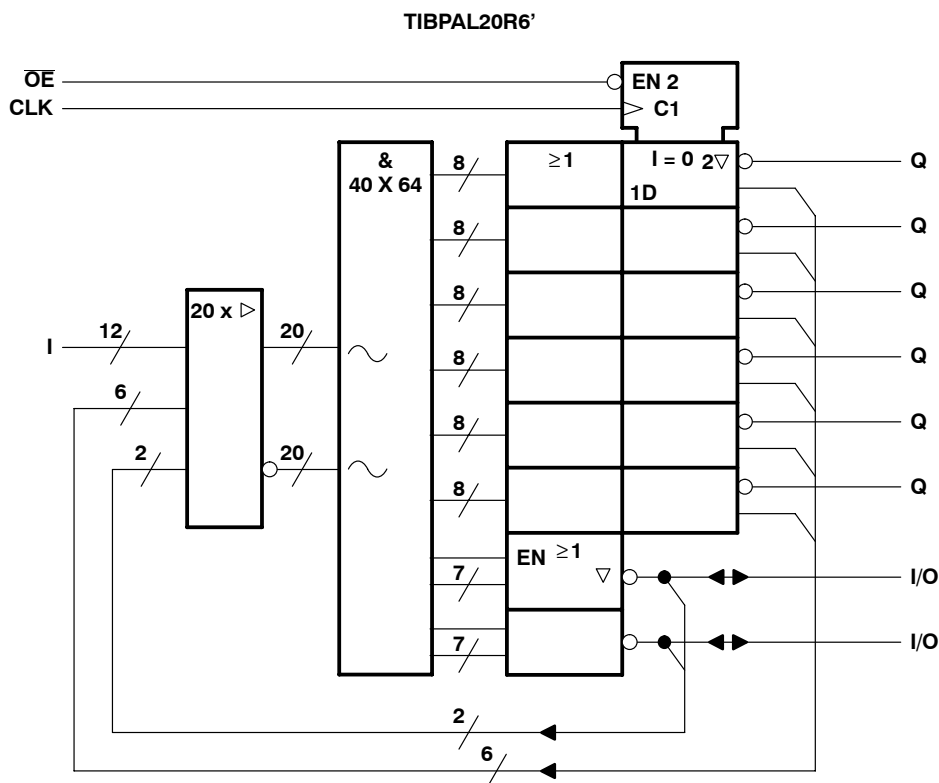 TIBPAL20R6'
OE
CLK
EN 2
C1
&
40 X 64
8
≥1
I = 0
2▽
1D
Q
8
Q
8
Q
20 x ▷
I
12
20
8
Q
6
8
Q
2
20
8
Q
EN ≥1
▽
7
I/O
7
I/O
2
6